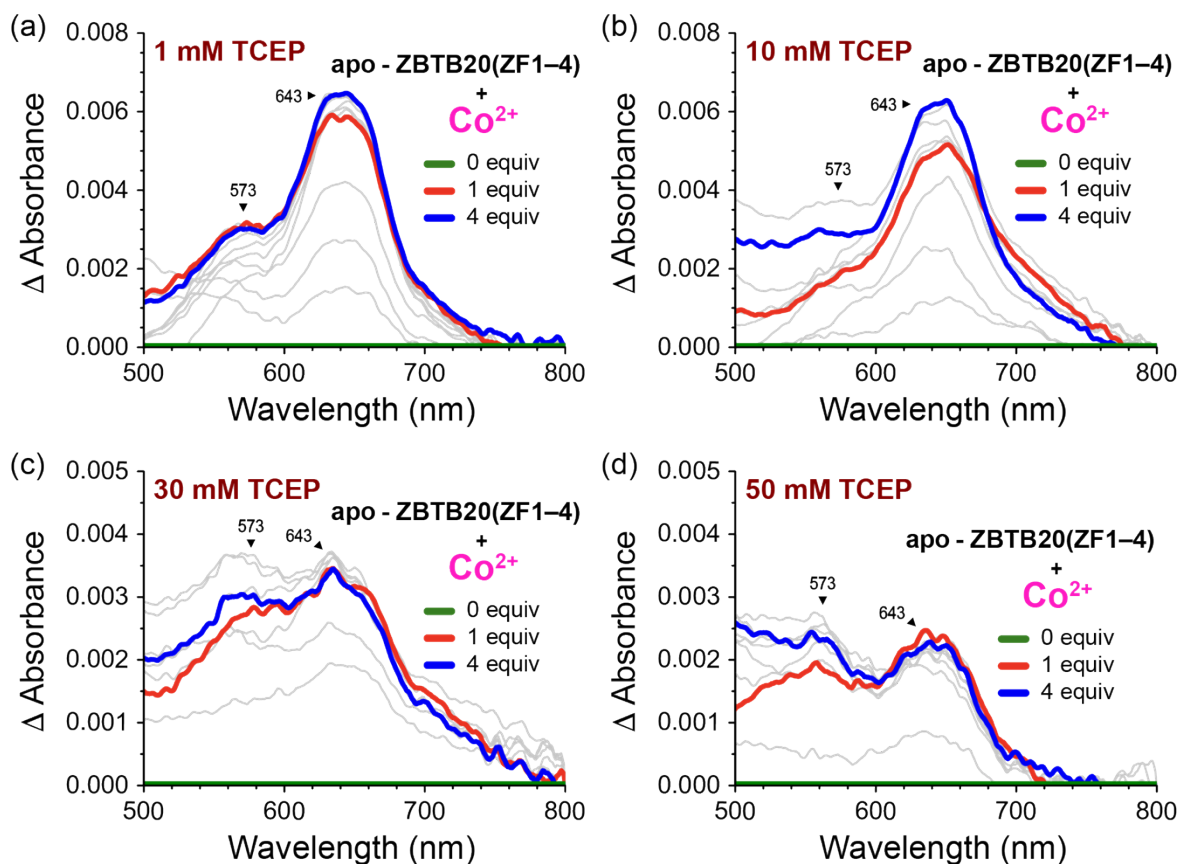 (a)
0.008
0.006
0.004
0.002
0.000
Δ Absorbance
1 mM TCEP
apo - ZBTB20(ZF1–4)
+
Co²⁺
643
573
0 equiv
1 equiv
4 equiv
500 600 700 800
Wavelength (nm)
(b)
0.008
0.006
0.004
0.002
0.000
Δ Absorbance
10 mM TCEP
apo - ZBTB20(ZF1–4)
+
Co²⁺
643
573
0 equiv
1 equiv
4 equiv
500 600 700 800
Wavelength (nm)
(c)
0.005
0.004
0.003
0.002
0.001
0.000
Δ Absorbance
30 mM TCEP
apo - ZBTB20(ZF1–4)
+
Co²⁺
573 643
0 equiv
1 equiv
4 equiv
500 600 700 800
Wavelength (nm)
(d)
0.005
0.004
0.003
0.002
0.001
0.000
Δ Absorbance
50 mM TCEP
apo - ZBTB20(ZF1–4)
+
Co²⁺
573
643
0 equiv
1 equiv
4 equiv
500 600 700 800
Wavelength (nm)